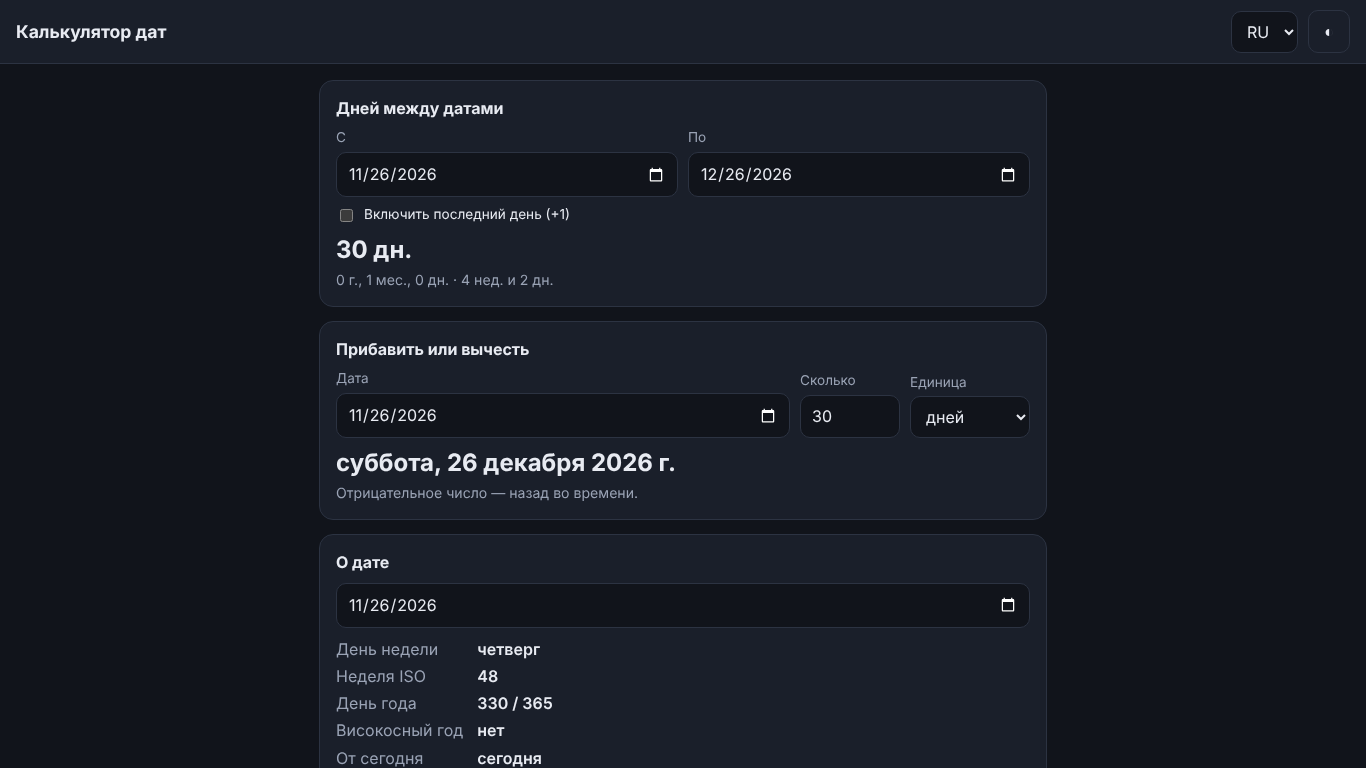 Калькулятор дат
RU
Дней между датами
С
По
11/26/2026
12/26/2026
Включить последний день (+1)
30 дн.
0 г., 1 мес., 0 дн. · 4 нед. и 2 дн.
Прибавить или вычесть
Дата
Сколько
Единица
11/26/2026
30
дней
суббота, 26 декабря 2026 г.
Отрицательное число — назад во времени.
О дате
11/26/2026
День недели четверг
Неделя ISO 48
День года 330 / 365
Високосный год нет
От сегодня сегодня